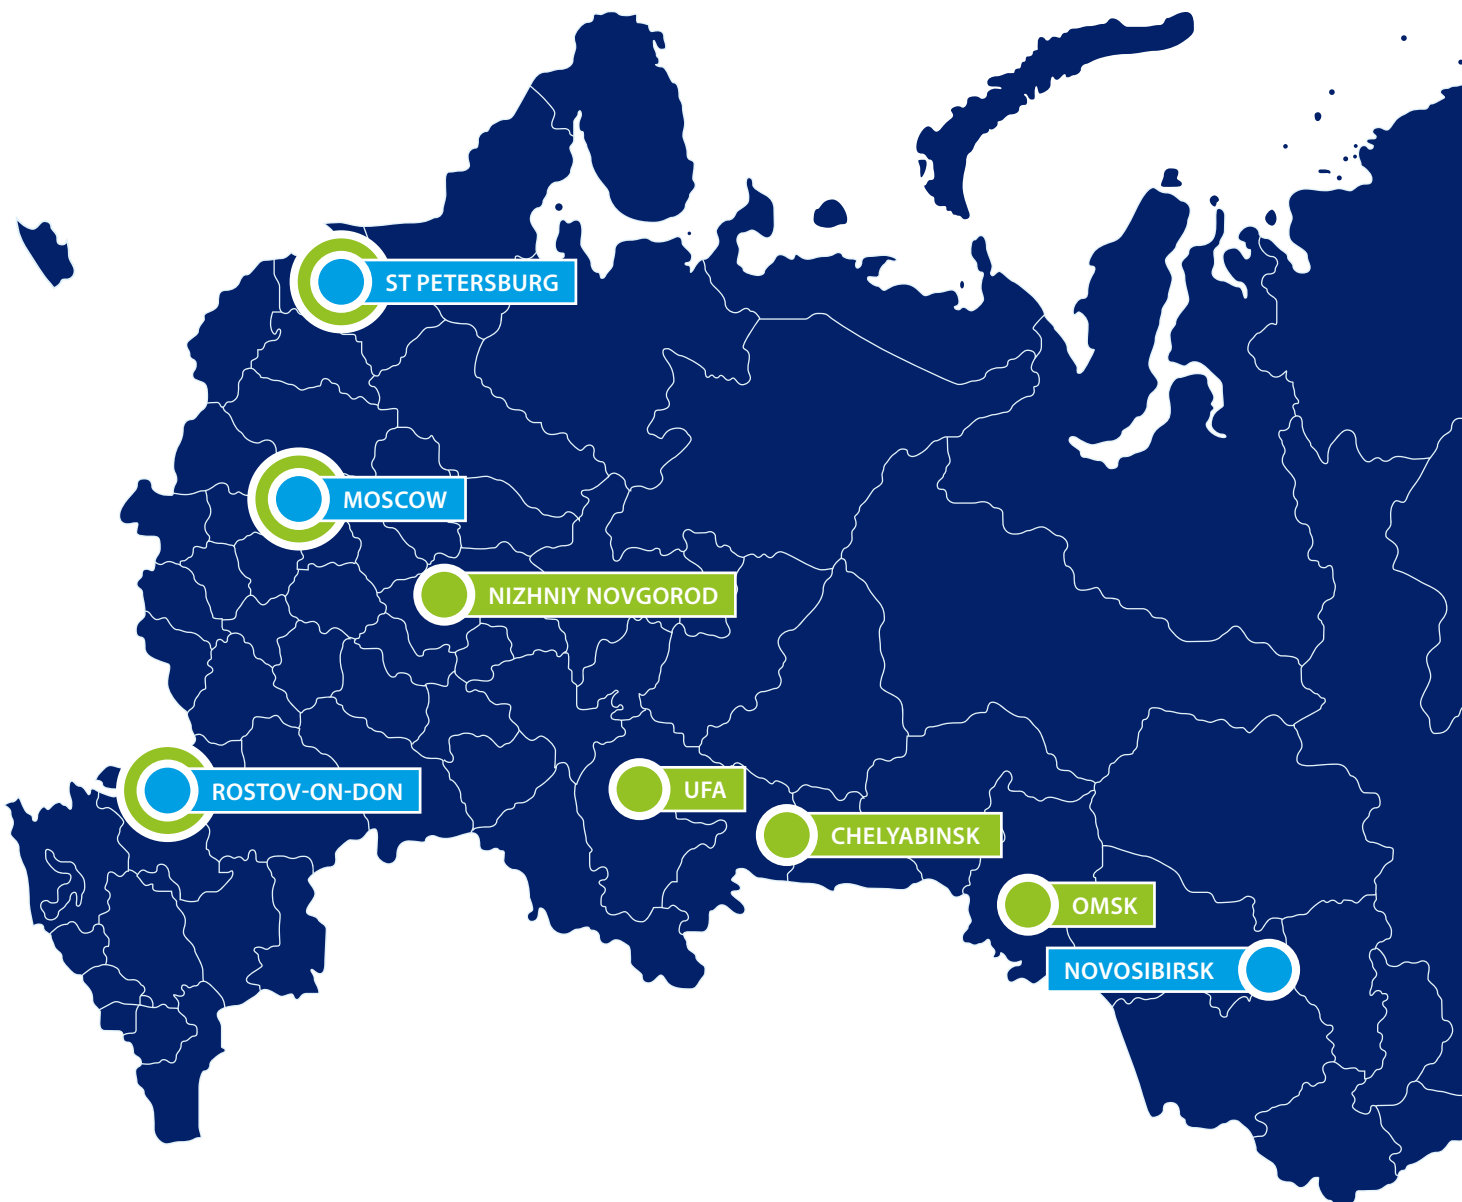 ST PETERSBURG
MOSCOW
NIZHNIY NOVGOROD
ROSTOV-ON-DON
UFA
CHELYABINSK
OMSK
NOVOSIBIRSK